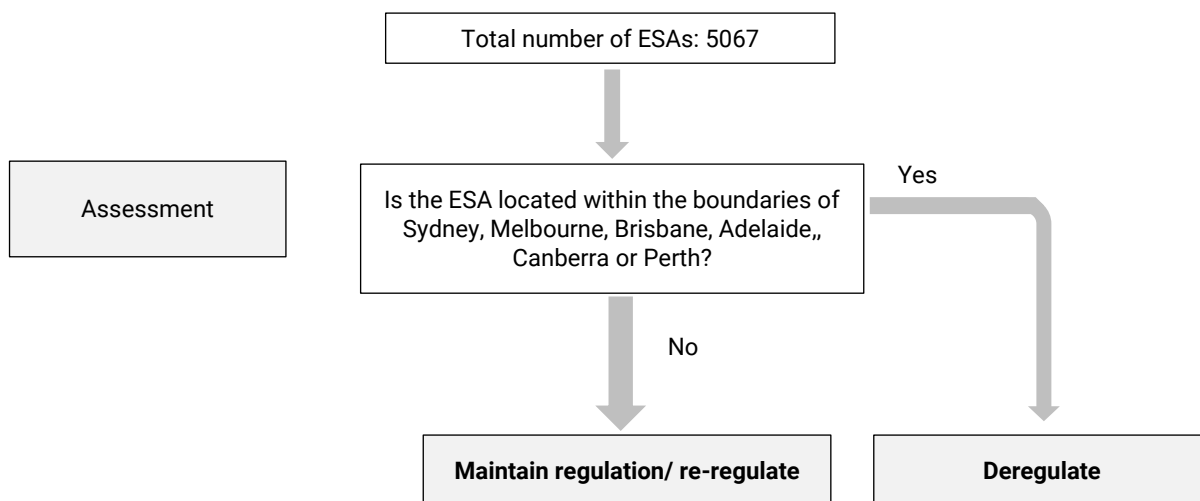 Total number of ESAs: 5067
Assessment
Is the ESA located within the boundaries of
Sydney, Melbourne, Brisbane, Adelaide,,
Canberra or Perth?
Yes
No
Maintain regulation/ re-regulate
Deregulate